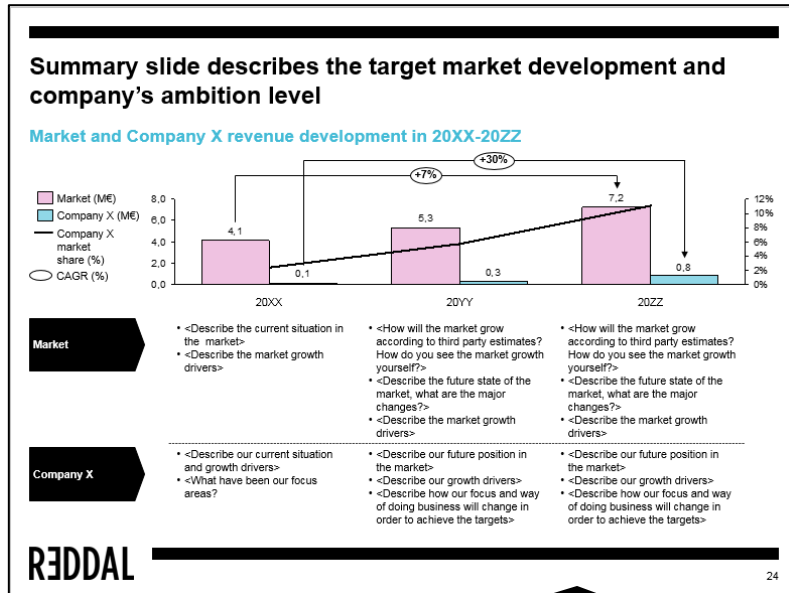 Summary slide describes the target market development and
company's ambition level
Market and Company X revenue development in 20XX-20ZZ
+30%
+7%
Market (M€)
Company X (M€)
Company X
market
share (%)
CAGR (%)
8,0
6,0
4,0
2,0
0,0
4,1
0,1
5,3
0,3
7,2
0,8
12%
10%
8%
6%
4%
2%
0%
20XX
20YY
20ZZ
Market
• <Describe the current situation in
the market>
• <Describe the market growth
drivers>
• <How will the market grow
according to third party estimates?
How do you see the market growth
yourself?>
• <Describe the future state of the
market, what are the major
changes?>
• <Describe the market growth
drivers>
• <How will the market grow
according to third party estimates?
How do you see the market growth
yourself?>
• <Describe the future state of the
market, what are the major
changes?>
• <Describe the market growth
drivers>
Company X
• <Describe our current situation
and growth drivers>
• <What have been our focus
areas?
• <Describe our future position in
the market>
• <Describe our growth drivers>
• <Describe how our focus and way
of doing business will change in
order to achieve the targets>
• <Describe our future position in
the market>
• <Describe our growth drivers>
• <Describe how our focus and way
of doing business will change in
order to achieve the targets>
REDDAL
24